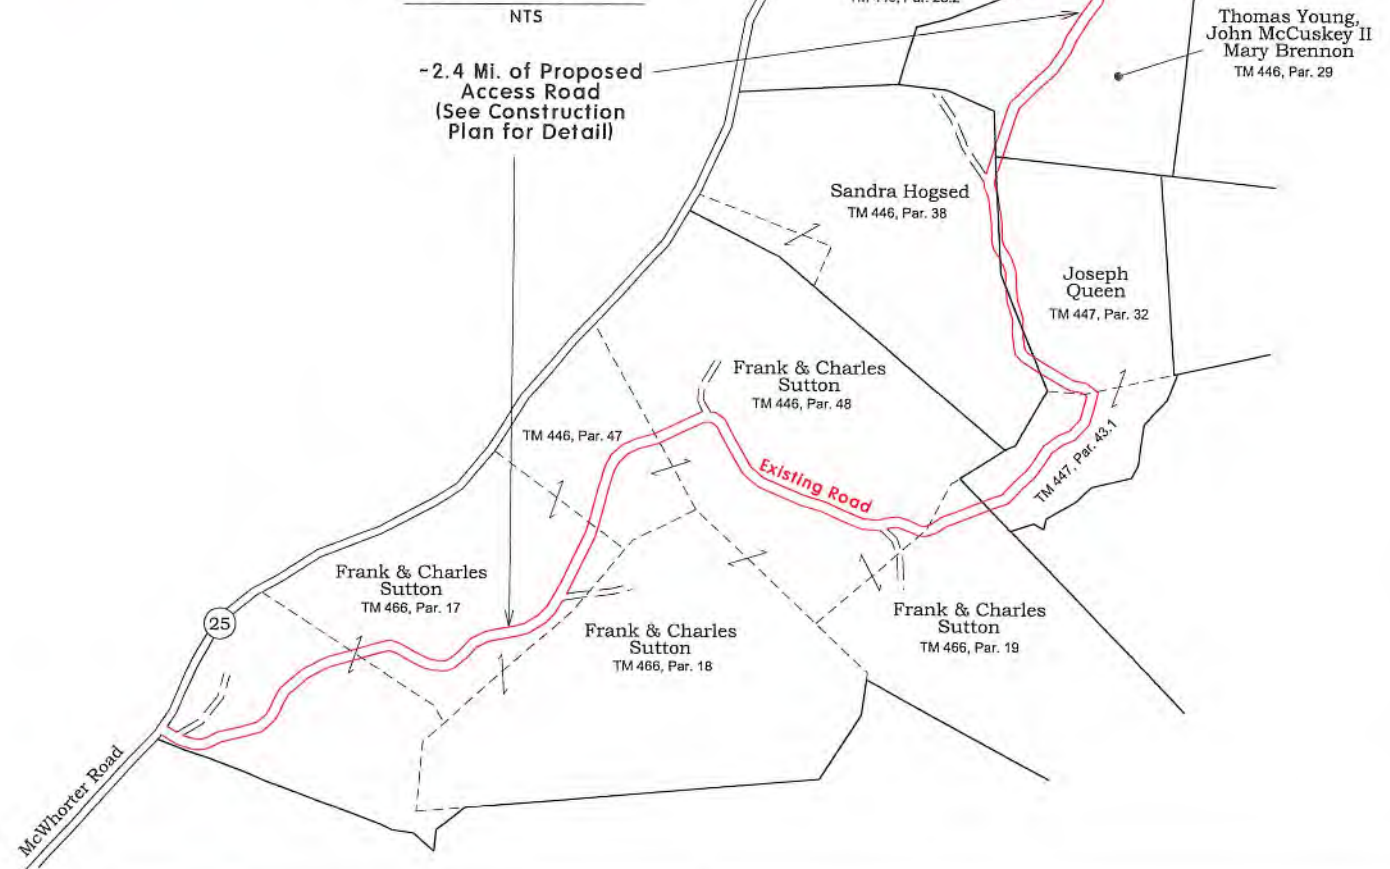 NTS
~2.4 Mi. of Proposed
Access Road
(See Construction
Plan for Detail)
Thomas Young,
John McCuskey II
Mary Brennon
TM 446, Par. 29
Sandra Hogsed
TM 446, Par. 38
Joseph
Queen
TM 447, Par. 32
Frank & Charles
Sutton
TM 446, Par. 48
TM 446, Par. 47
Existing Road
TM 447, Par. 43.1
Frank & Charles
Sutton
TM 466, Par. 17
25
Frank & Charles
Sutton
TM 466, Par. 18
Frank & Charles
Sutton
TM 466, Par. 19
McWhorter Road